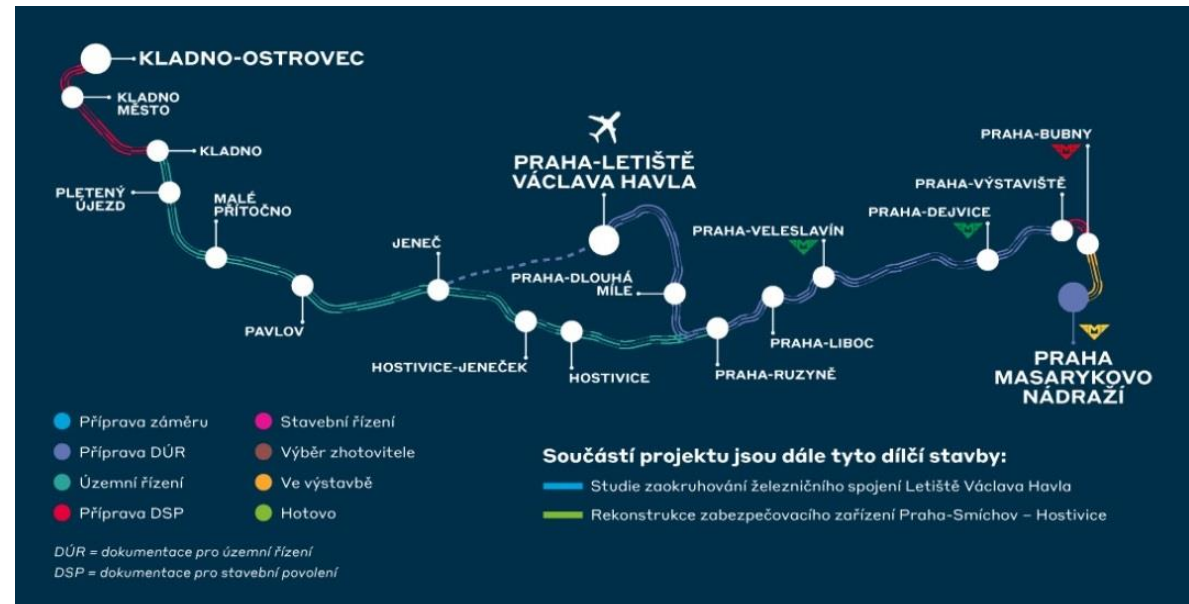 KLADNO-OSTROVEC
KLADNO
MĚSTO
KLADNO
PLETENÝ
ÚJEZD
MALÉ
PŘÍTOČNO
PAVLOV
JENEČ
HOSTIVICE-JENEČEK
HOSTIVICE
PRAHA-LETIŠTĚ
VÁCLAVA HAVLA
PRAHA-DLOUHÁ
MÍLE
PRAHA-RUZYNĚ
PRAHA-LIBOC
PRAHA-VELESLAVÍN
M
PRAHA-DEJVICE
M
PRAHA-VÝSTAVIŠTĚ
PRAHA-BUBNY
M
M
PRAHA
MASARYKOVO
NÁDRAŽÍ
Příprava záměru
Příprava DÚR
Územní řízení
Příprava DSP
Stavební řízení
Výběr zhotovitele
Ve výstavbě
Hotovo
DÚR = dokumentace pro územní řízení
DSP = dokumentace pro stavební povolení
Součástí projektu jsou dále tyto dílčí stavby:
Studie zaokruhování železničního spojení Letiště Václava Havla
Rekonstrukce zabezpečovacího zařízení Praha-Smíchov – Hostivice